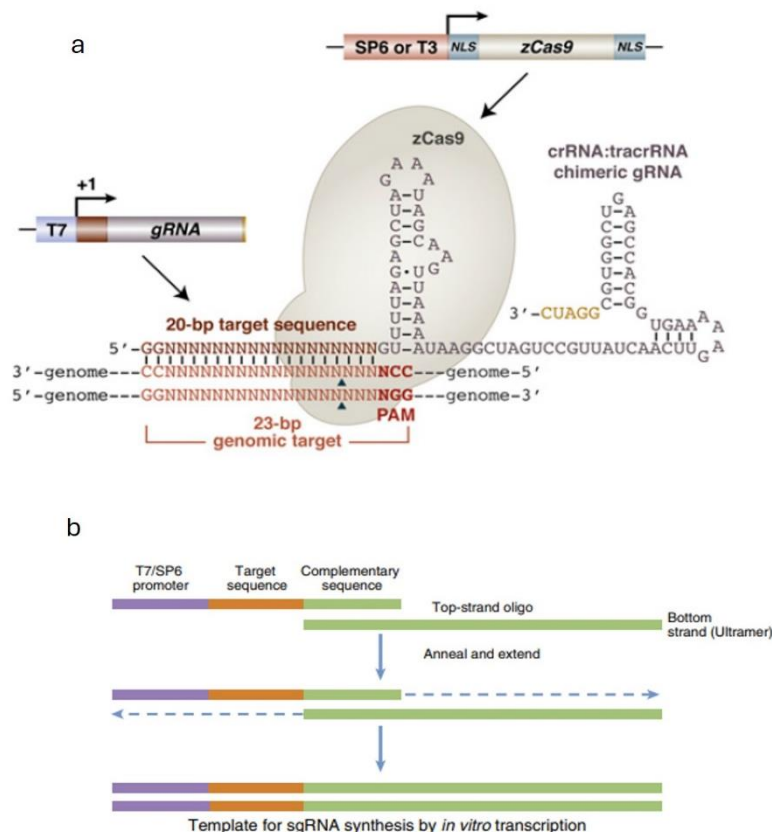 a
SP6 or T3 NLS zCas9 NLS
zCas9
crRNA:tracrRNA
chimeric gRNA
+1
T7 gRNA
20-bp target sequence
3′-CUAGG
5′-GGNNNNNNNNNNNNNNNNNNGU-AUAAGGCUAGUCCGUUAUCAACUUG
3′-genome---CCNNNNNNNNNNNNNNNNNNNCC---genome-5′
5′-genome---GGNNNNNNNNNNNNNNNNNNNGG---genome-3′
PAM
23-bp
genomic target
b
T7/SP6
promoter
Target
sequence
Complementary
sequence
Top-strand oligo
Bottom
strand (Ultramer)
Anneal and extend
Template for sgRNA synthesis by in vitro transcription